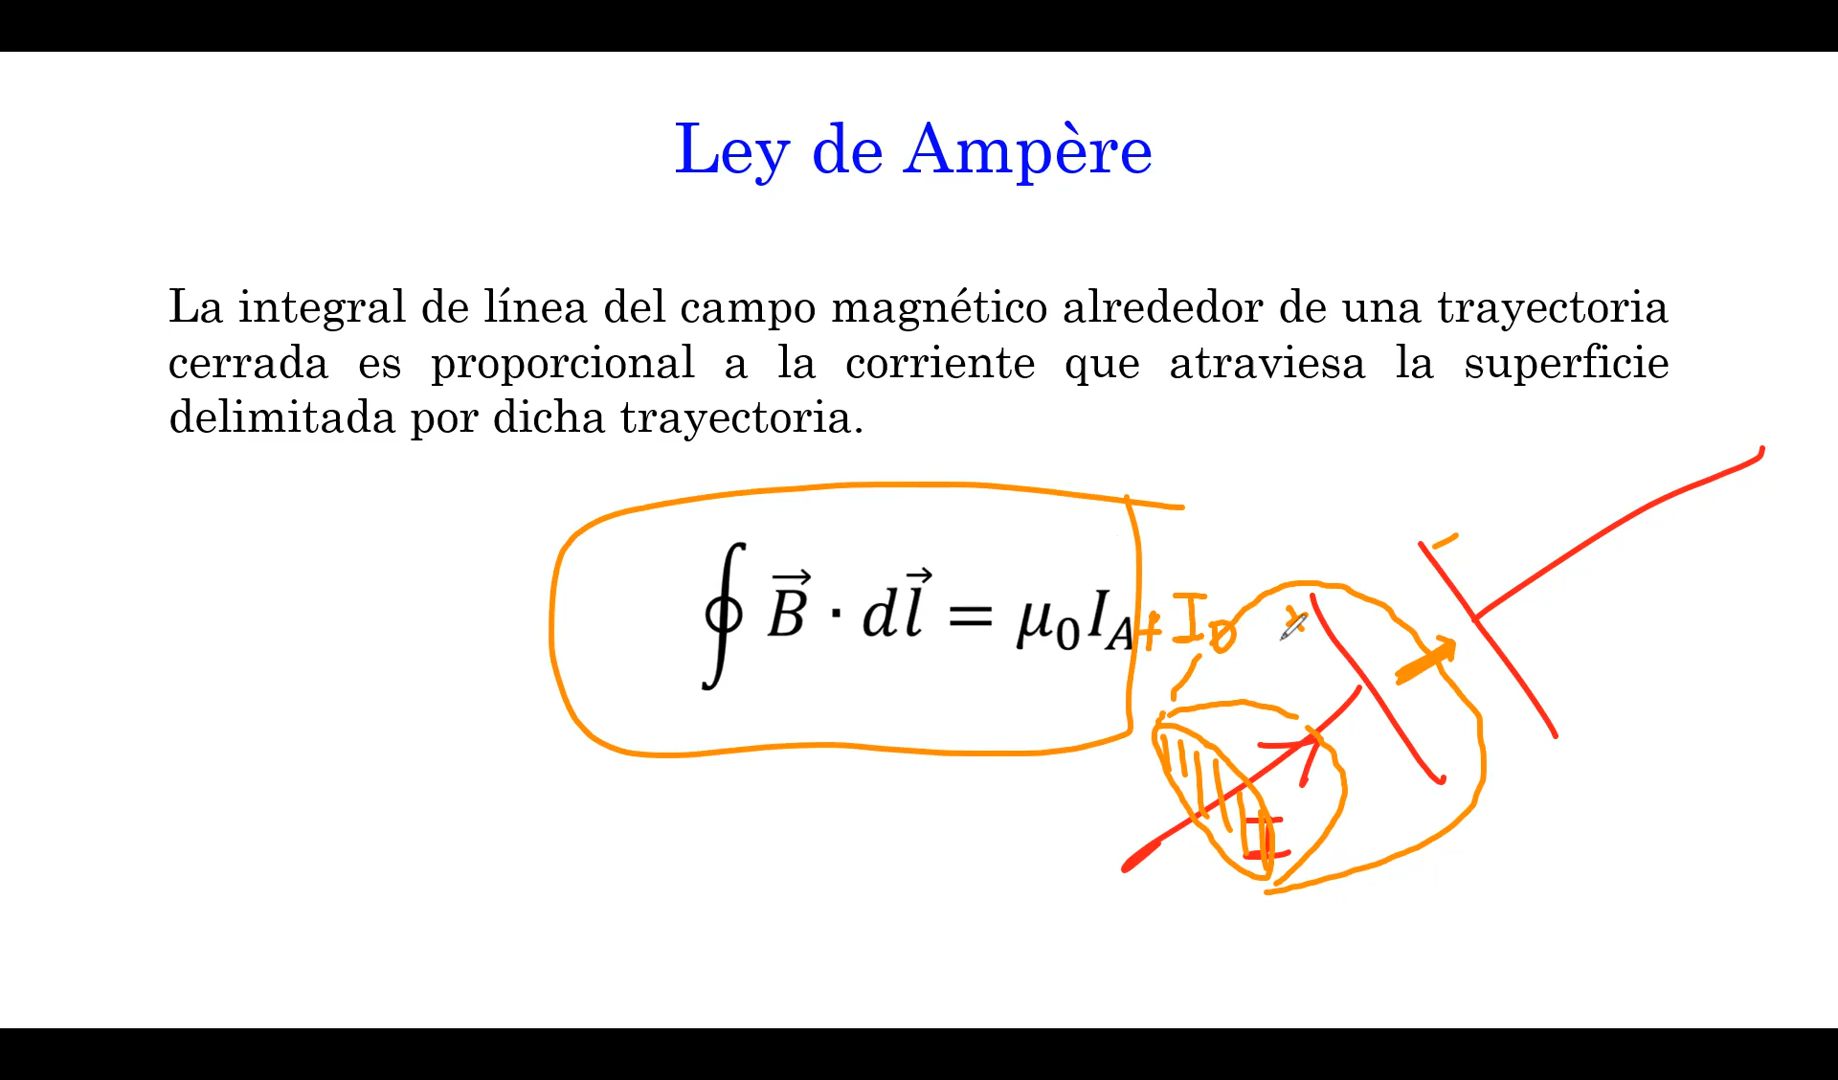 Ley de Ampère
La integral de línea del campo magnético alrededor de una trayectoria
cerrada es proporcional a la corriente que atraviesa la superficie
delimitada por dicha trayectoria.
∮ B⃗ · dl⃗ = μ₀I_A + I_D
+
−
I